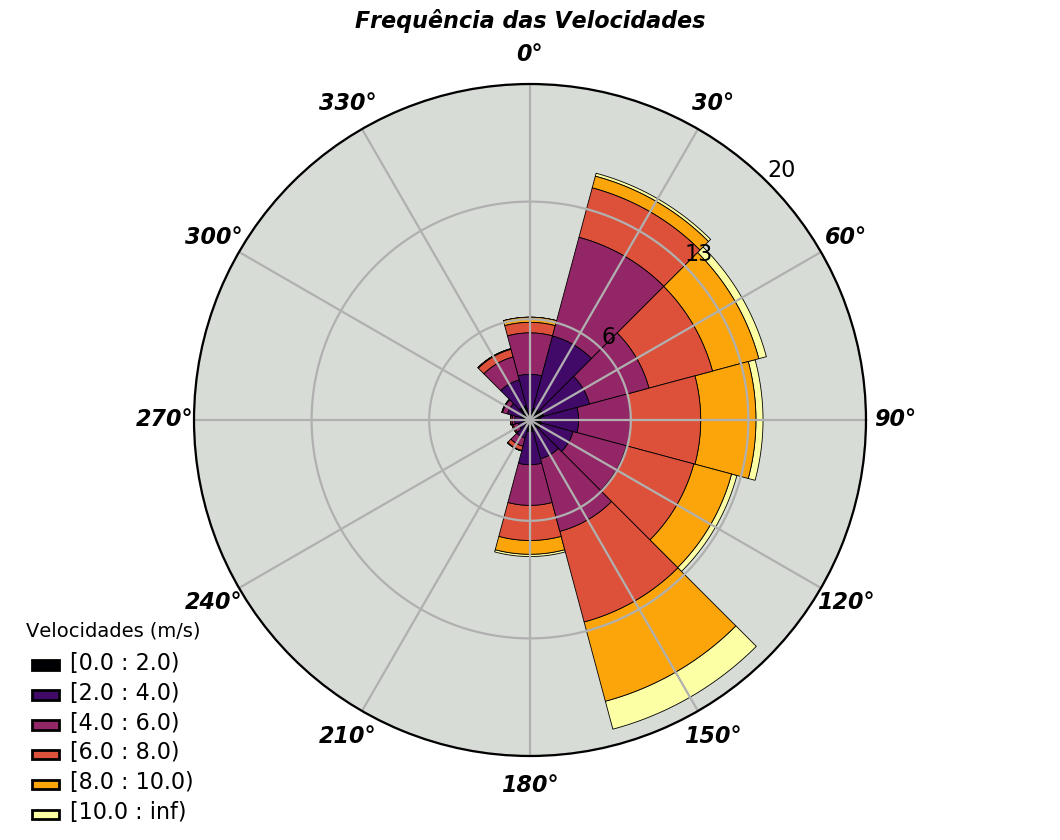 Frequência das Velocidades
0°
330°
30°
20
300°
60°
13
6
270°
90°
240°
120°
Velocidades (m/s)
[0.0 : 2.0)
[2.0 : 4.0)
[4.0 : 6.0)
210°
150°
[6.0 : 8.0)
180°
[8.0 : 10.0)
[10.0 : inf)